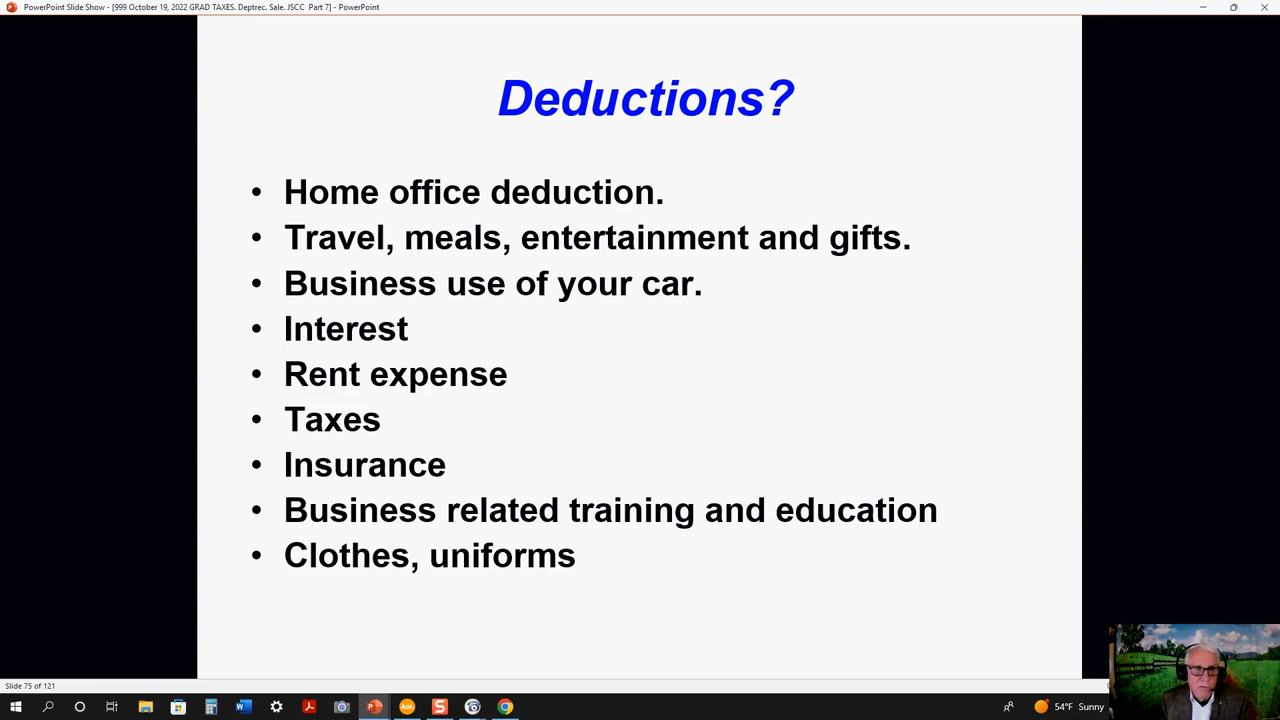 PowerPoint Slide Show - [999 October 19, 2022 GRAD TAXES. Deptrec. Sale. JSCC  Part 7] - PowerPoint
Deductions?
• Home office deduction.
• Travel, meals, entertainment and gifts.
• Business use of your car.
• Interest
• Rent expense
• Taxes
• Insurance
• Business related training and education
• Clothes, uniforms
Slide 75 of 121
54°F Sunny